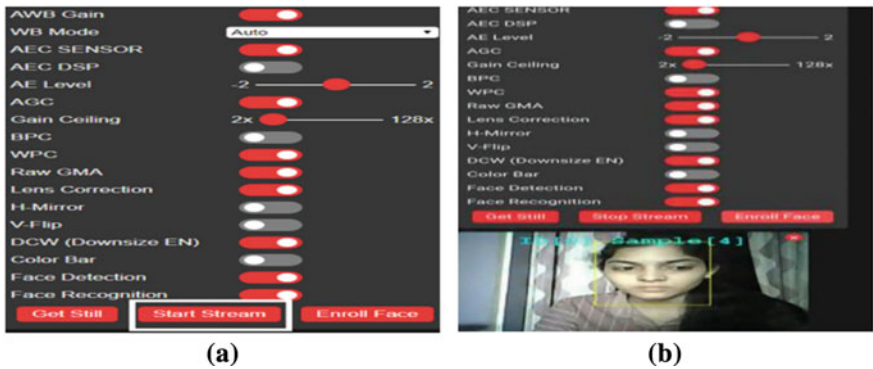 AWB Gain
WB Mode Auto
AEC SENSOR
AEC DSP
AE Level -2 2
AGC
Gain Ceiling 2x 128x
BPC
WPC
Raw GMA
Lens Correction
H-Mirror
V-Flip
DCW (Downsize EN)
Color Bar
Face Detection
Face Recognition
Get Still Start Stream Enroll Face
(a)
AEC SENSOR
AEC DSP
AE Level -2 2
AGC
Gain Ceiling 2x 128x
BPC
WPC
Raw GMA
Lens Correction
H-Mirror
V-Flip
DCW (Downsize EN)
Color Bar
Face Detection
Face Recognition
Get Still Stop Stream Enroll Face
Sample[4]
(b)